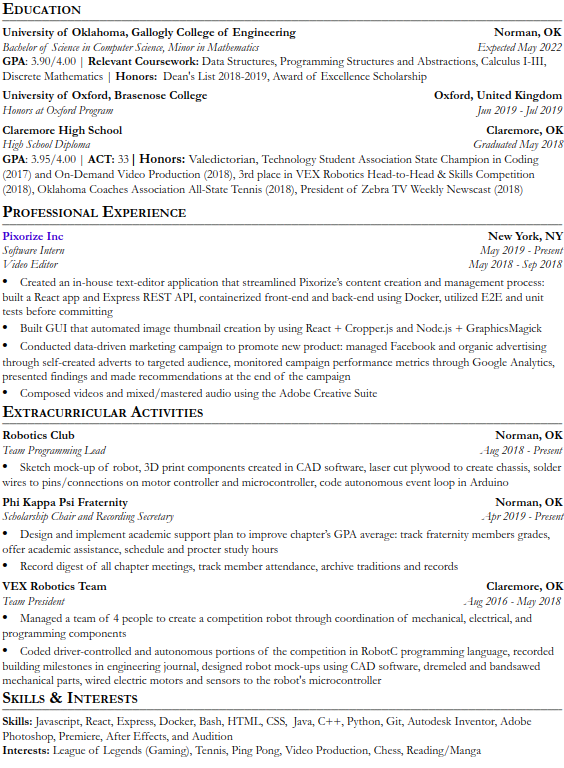 EDUCATION
University of Oklahoma, Gallogly College of Engineering Norman, OK
Bachelor of Science in Computer Science, Minor in Mathematics Expected May 2022
GPA: 3.90/4.00 | Relevant Coursework: Data Structures, Programming Structures and Abstractions, Calculus I-III,
Discrete Mathematics | Honors: Dean's List 2018-2019, Award of Excellence Scholarship
University of Oxford, Brasenose College Oxford, United Kingdom
Honors at Oxford Program Jun 2019 - Jul 2019
Claremore High School Claremore, OK
High School Diploma Graduated May 2018
GPA: 3.95/4.00 | ACT: 33 | Honors: Valedictorian, Technology Student Association State Champion in Coding
(2017) and On-Demand Video Production (2018), 3rd place in VEX Robotics Head-to-Head & Skills Competition
(2018), Oklahoma Coaches Association All-State Tennis (2018), President of Zebra TV Weekly Newscast (2018)
PROFESSIONAL EXPERIENCE
Pixorize Inc New York, NY
Software Intern May 2019 - Present
Video Editor May 2018 - Sep 2018
• Created an in-house text-editor application that streamlined Pixorize's content creation and management process:
built a React app and Express REST API, containerized front-end and back-end using Docker, utilized E2E and unit
tests before committing
• Built GUI that automated image thumbnail creation by using React + Cropper.js and Node.js + GraphicsMagick
• Conducted data-driven marketing campaign to promote new product: managed Facebook and organic advertising
through self-created adverts to targeted audience, monitored campaign performance metrics through Google Analytics,
presented findings and made recommendations at the end of the campaign
• Composed videos and mixed/mastered audio using the Adobe Creative Suite
EXTRACURRICULAR ACTIVITIES
Robotics Club Norman, OK
Team Programming Lead Aug 2018 - Present
• Sketch mock-up of robot, 3D print components created in CAD software, laser cut plywood to create chassis, solder
wires to pins/connections on motor controller and microcontroller, code autonomous event loop in Arduino
Phi Kappa Psi Fraternity Norman, OK
Scholarship Chair and Recording Secretary Apr 2019 - Present
• Design and implement academic support plan to improve chapter's GPA average: track fraternity members grades,
offer academic assistance, schedule and procter study hours
• Record digest of all chapter meetings, track member attendance, archive traditions and records
VEX Robotics Team Claremore, OK
Team President Aug 2016 - May 2018
• Managed a team of 4 people to create a competition robot through coordination of mechanical, electrical, and
programming components
• Coded driver-controlled and autonomous portions of the competition in RobotC programming language, recorded
building milestones in engineering journal, designed robot mock-ups using CAD software, dremeled and bandsawed
mechanical parts, wired electric motors and sensors to the robot's microcontroller
SKILLS & INTERESTS
Skills: Javascript, React, Express, Docker, Bash, HTML, CSS, Java, C++, Python, Git, Autodesk Inventor, Adobe
Photoshop, Premiere, After Effects, and Audition
Interests: League of Legends (Gaming), Tennis, Ping Pong, Video Production, Chess, Reading/Manga